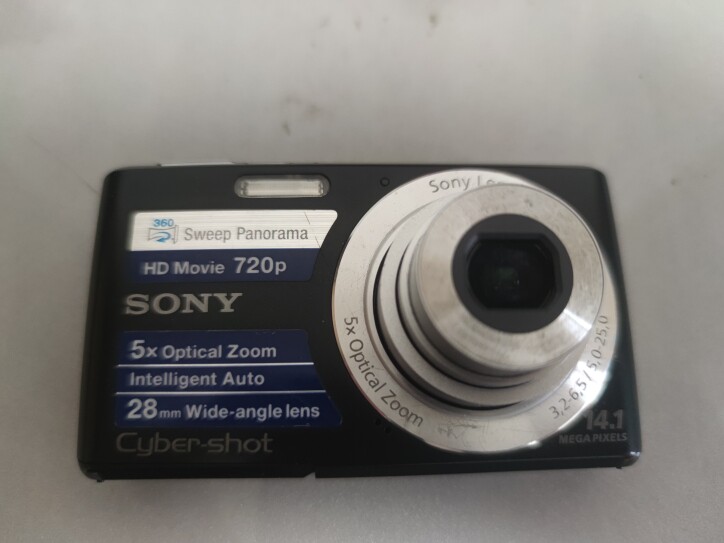 360
Sweep Panorama
HD Movie 720p
SONY
5x Optical Zoom
Intelligent Auto
28mm Wide-angle lens
Cyber-shot
Sony
5x Optical Zoom
3,2-6,5/5,0-25,0
14.1
MEGA PIXELS